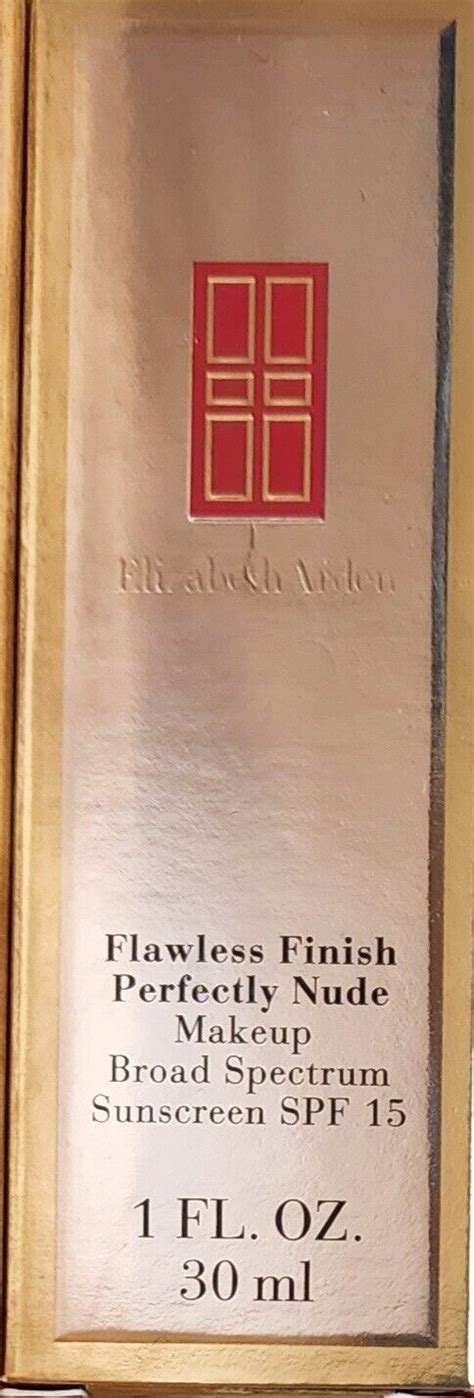 Elizabeth Arden
Flawless Finish
Perfectly Nude
Makeup
Broad Spectrum
Sunscreen SPF 15
1 FL. OZ.
30 ml